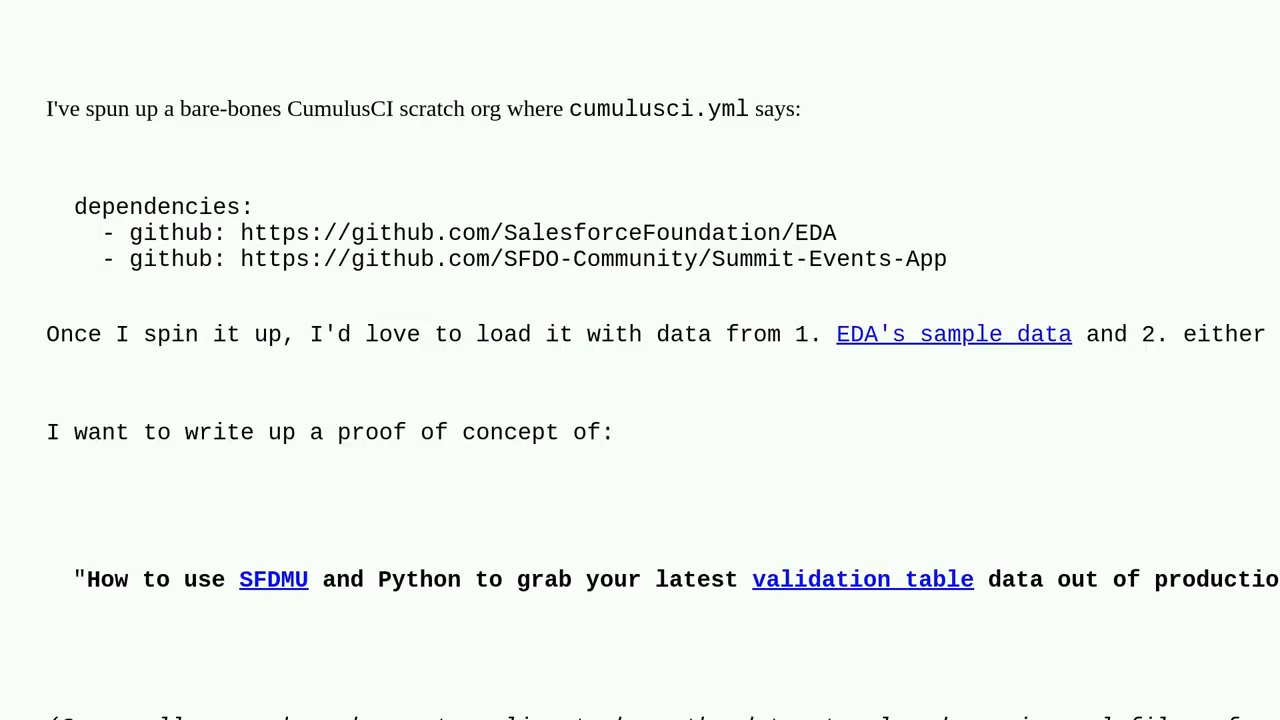 I've spun up a bare-bones CumulusCI scratch org where cumulusci.yml says:
dependencies:
- github: https://github.com/SalesforceFoundation/EDA
- github: https://github.com/SFDO-Community/Summit-Events-App
Once I spin it up, I'd love to load it with data from 1. EDA's sample data and 2. either
I want to write up a proof of concept of:
"How to use SFDMU and Python to grab your latest validation table data out of productio